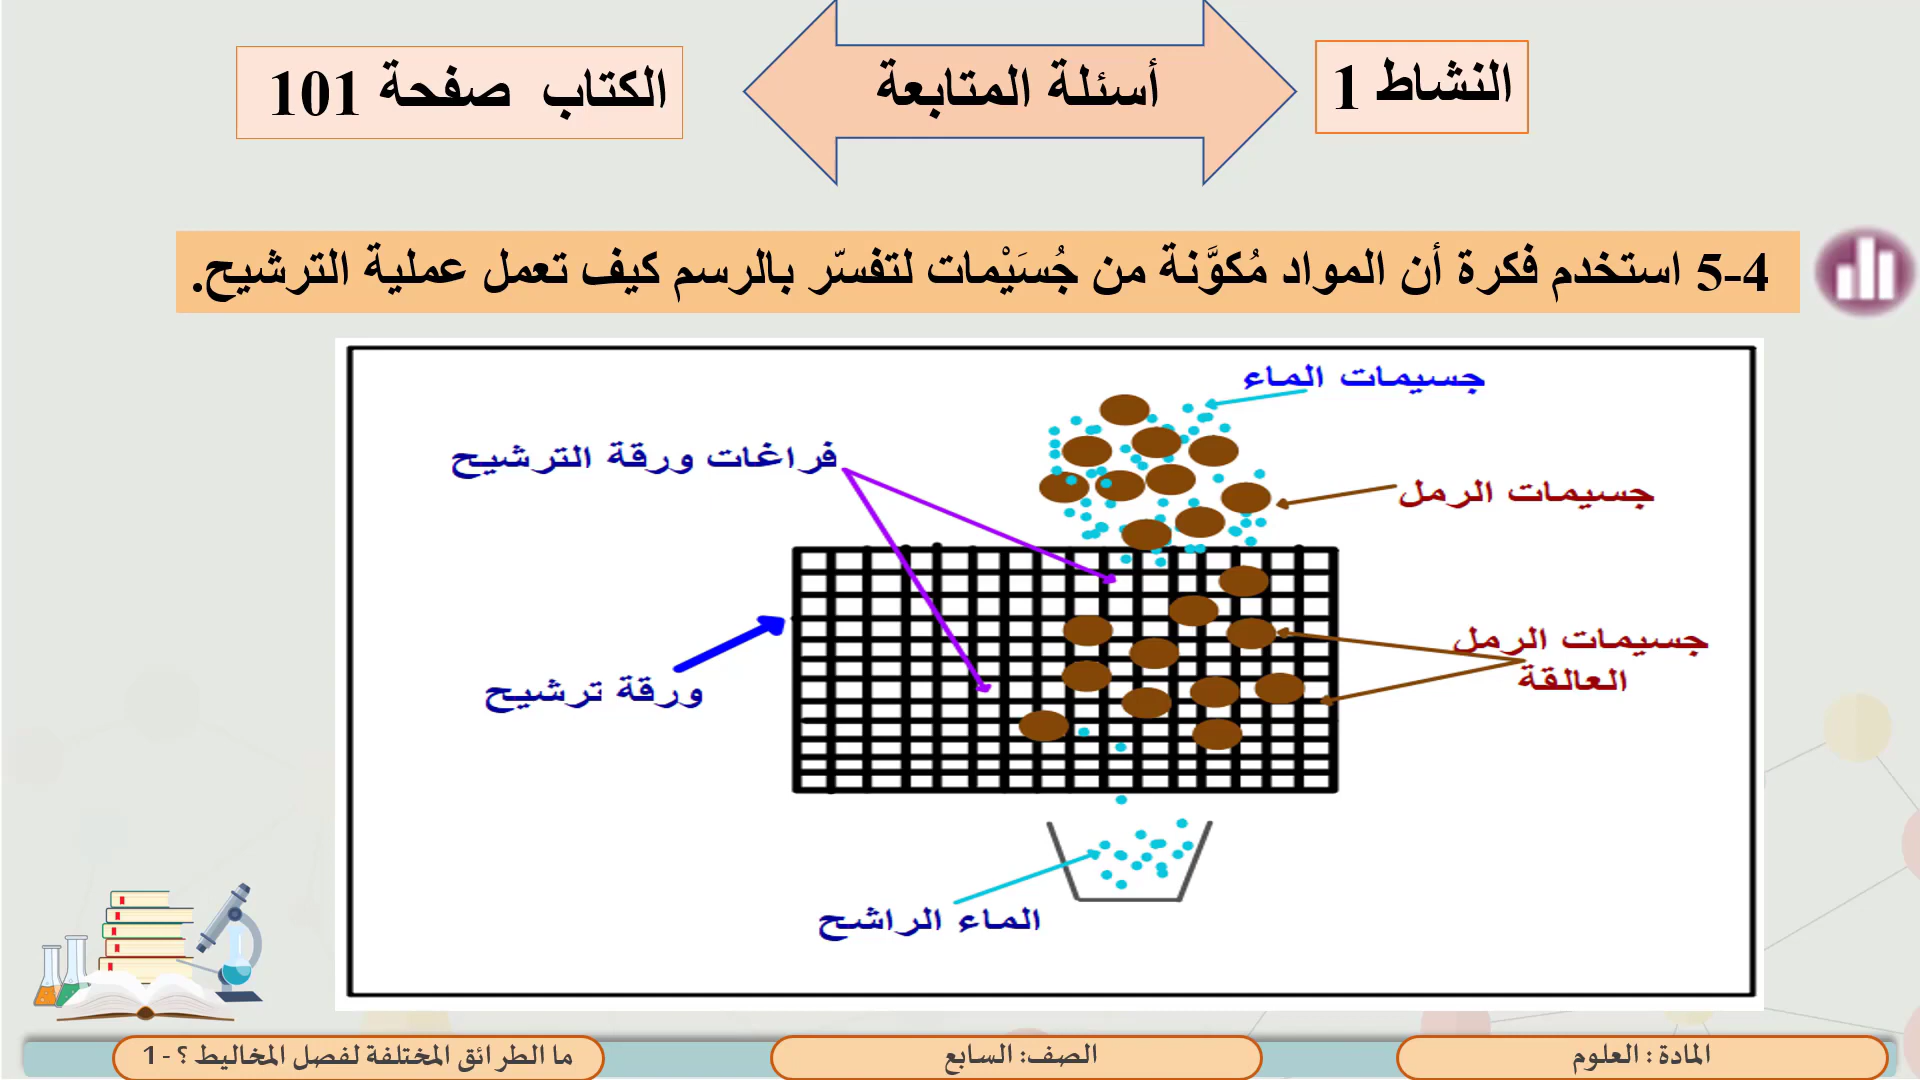 النشاط 1
أسئلة المتابعة
الكتاب صفحة 101
5-4 استخدم فكرة أن المواد مُكوَّنة من جُسَيْمات لتفسّر بالرسم كيف تعمل عملية الترشيح.
جسيمات الماء
فراغات ورقة الترشيح
جسيمات الرمل
جسيمات الرمل
العالقة
ورقة ترشيح
الماء الراشح
المادة : العلوم
الصف: السابع
ما الطرائق المختلفة لفصل المخاليط ؟ - 1